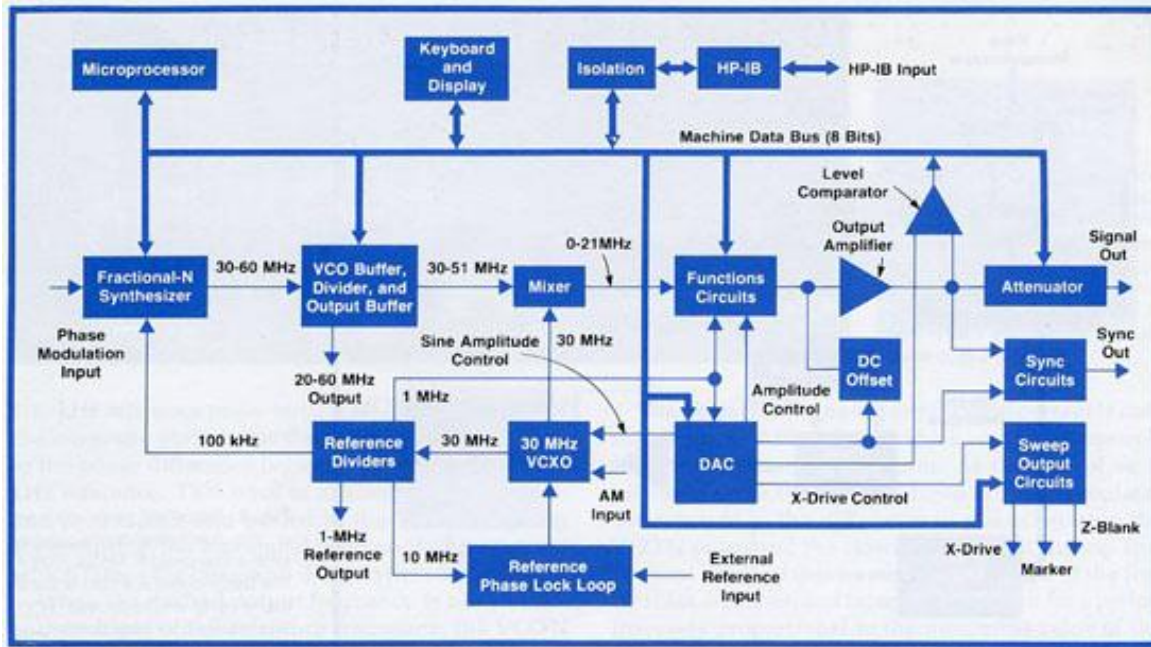 Microprocessor
Keyboard
and
Display
Isolation
HP-IB
HP-IB Input
Machine Data Bus (8 Bits)
Level
Comparator
Output
Amplifier
0-21MHz
Signal
Out
Fractional-N
Synthesizer
30-60 MHz
VCO Buffer,
Divider, and
Output Buffer
30-51 MHz
Mixer
Functions
Circuits
Attenuator
Phase
Modulation
Input
Sine Amplitude
Control
30 MHz
Sync
Out
20-60 MHz
Output
1 MHz
Amplitude
Control
DC
Offset
Sync
Circuits
100 kHz
Reference
Dividers
30 MHz
30 MHz
VCXO
DAC
Sweep
Output
Circuits
AM
Input
X-Drive Control
Z-Blank
1-MHz
Reference
Output
10 MHz
Reference
Phase Lock Loop
External
Reference
Input
X-Drive
Marker